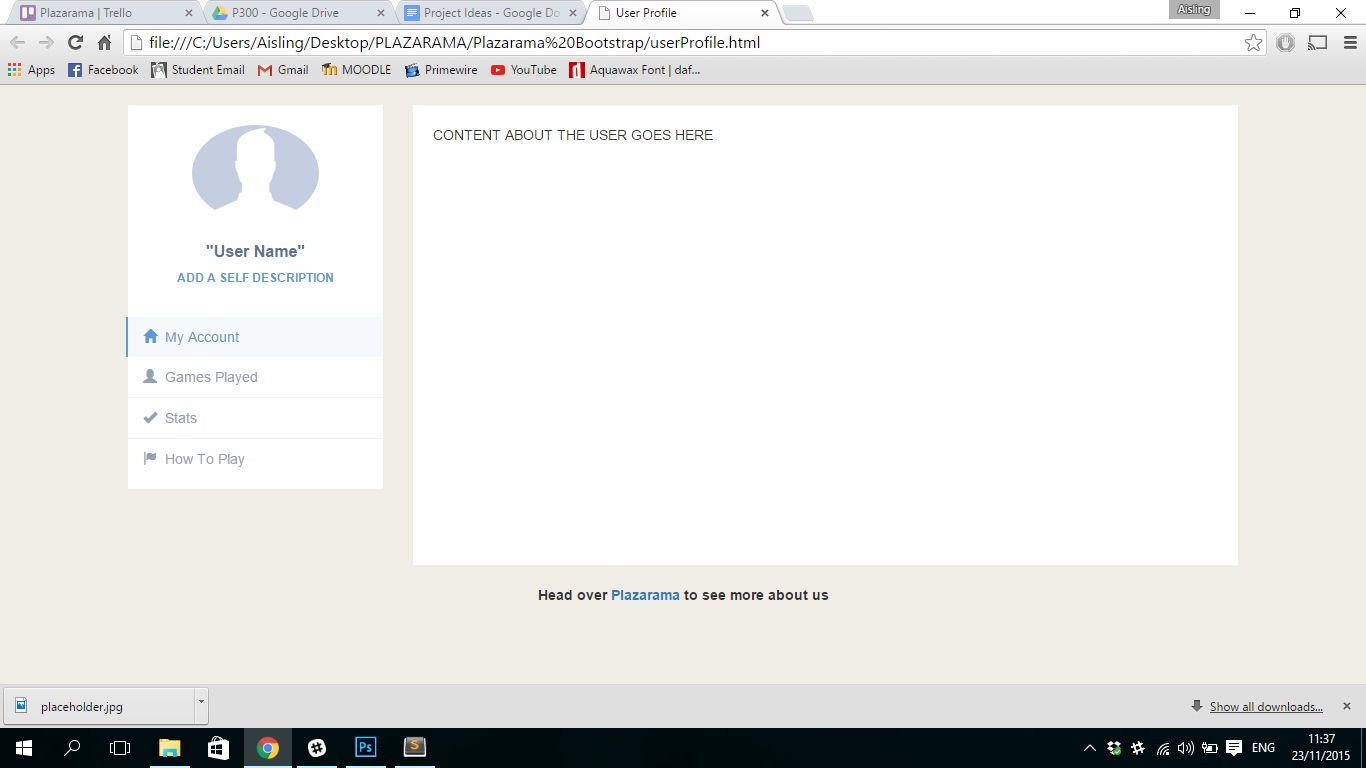 Plazarama | Trello
P300 - Google Drive
Project Ideas - Google Do
User Profile
Aisling
file:///C:/Users/Aisling/Desktop/PLAZARAMA/Plazarama%20Bootstrap/userProfile.html
Apps
Facebook
Student Email
Gmail
MOODLE
Primewire
YouTube
Aquawax Font | daf...
CONTENT ABOUT THE USER GOES HERE
"User Name"
ADD A SELF DESCRIPTION
My Account
Games Played
Stats
How To Play
Head over Plazarama to see more about us
placeholder.jpg
Show all downloads...
Ps
S
ENG
11:37
23/11/2015